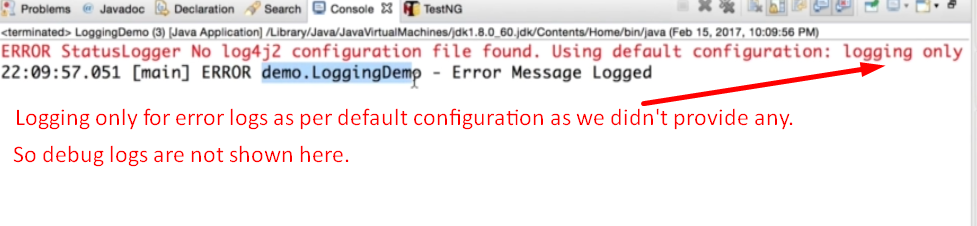 Problems @ Javadoc Declaration Search Console TestNG
<terminated> LoggingDemo (3) [Java Application] /Library/Java/JavaVirtualMachines/jdk1.8.0_60.jdk/Contents/Home/bin/java (Feb 15, 2017, 10:09:56 PM)
ERROR StatusLogger No log4j2 configuration file found. Using default configuration: logging only
22:09:57.051 [main] ERROR demo.LoggingDemo - Error Message Logged
Logging only for error logs as per default configuration as we didn't provide any.
So debug logs are not shown here.